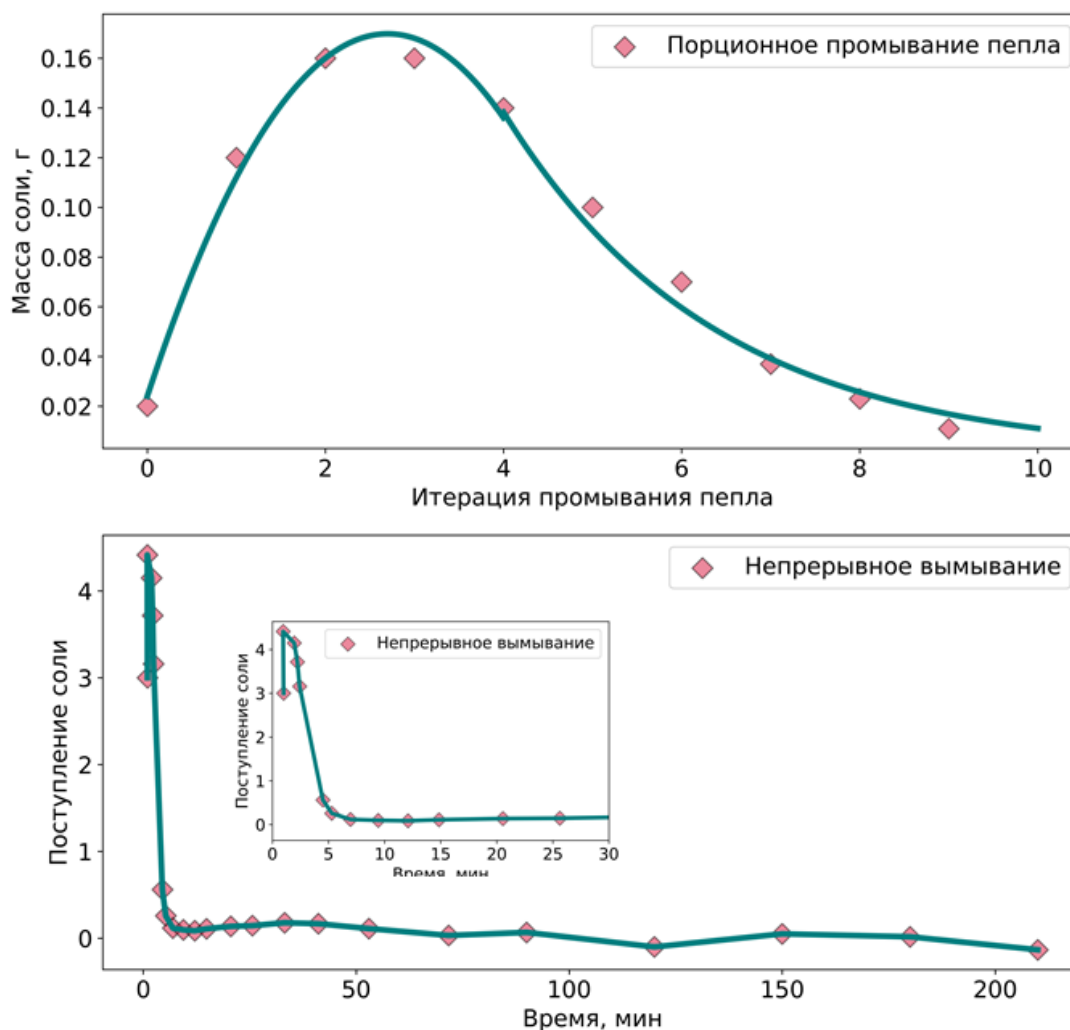 Порционное промывание пепла
Масса соли, г
0.16
0.14
0.12
0.10
0.08
0.06
0.04
0.02
0 2 4 6 8 10
Итерация промывания пепла
Непрерывное вымывание
Поступление соли
4
3
2
1
0
Непрерывное вымывание
Поступление соли
4
3
2
1
0
0 5 10 15 20 25 30
Время, мин
0 50 100 150 200
Время, мин